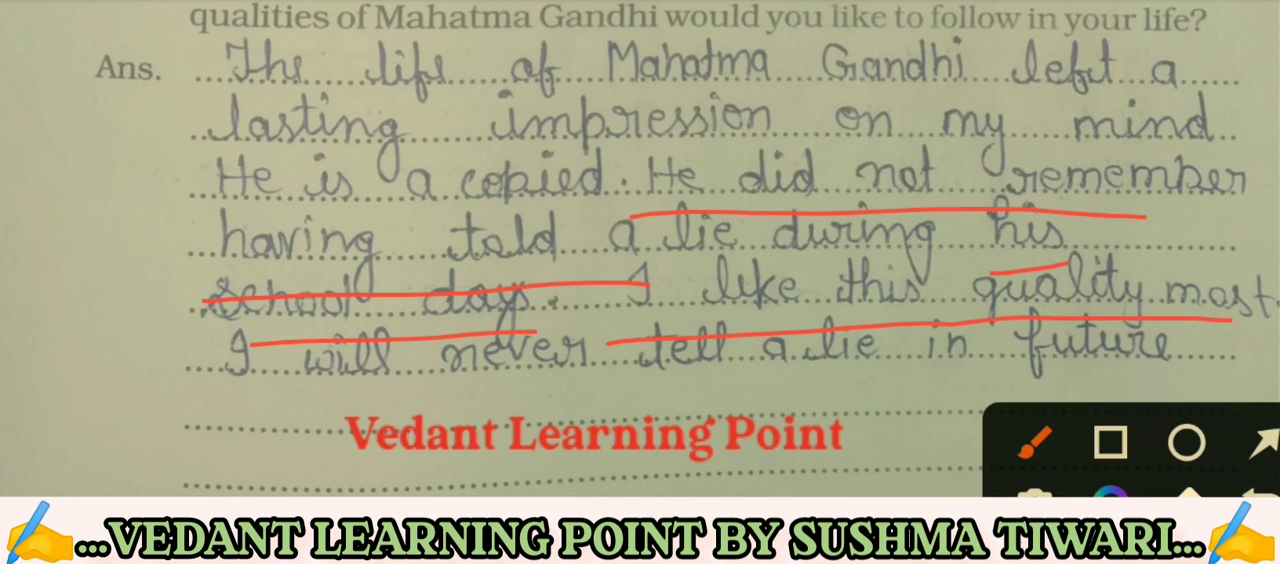 qualities of Mahatma Gandhi would you like to follow in your life?
Ans. The life of Mahatma Gandhi left a
lasting impression on my mind
He is a copied. He did not remember
having told a lie during his
school days. I like this quality most.
I will never tell a lie in future
Vedant Learning Point
...VEDANT LEARNING POINT BY SUSHMA TIWARI...